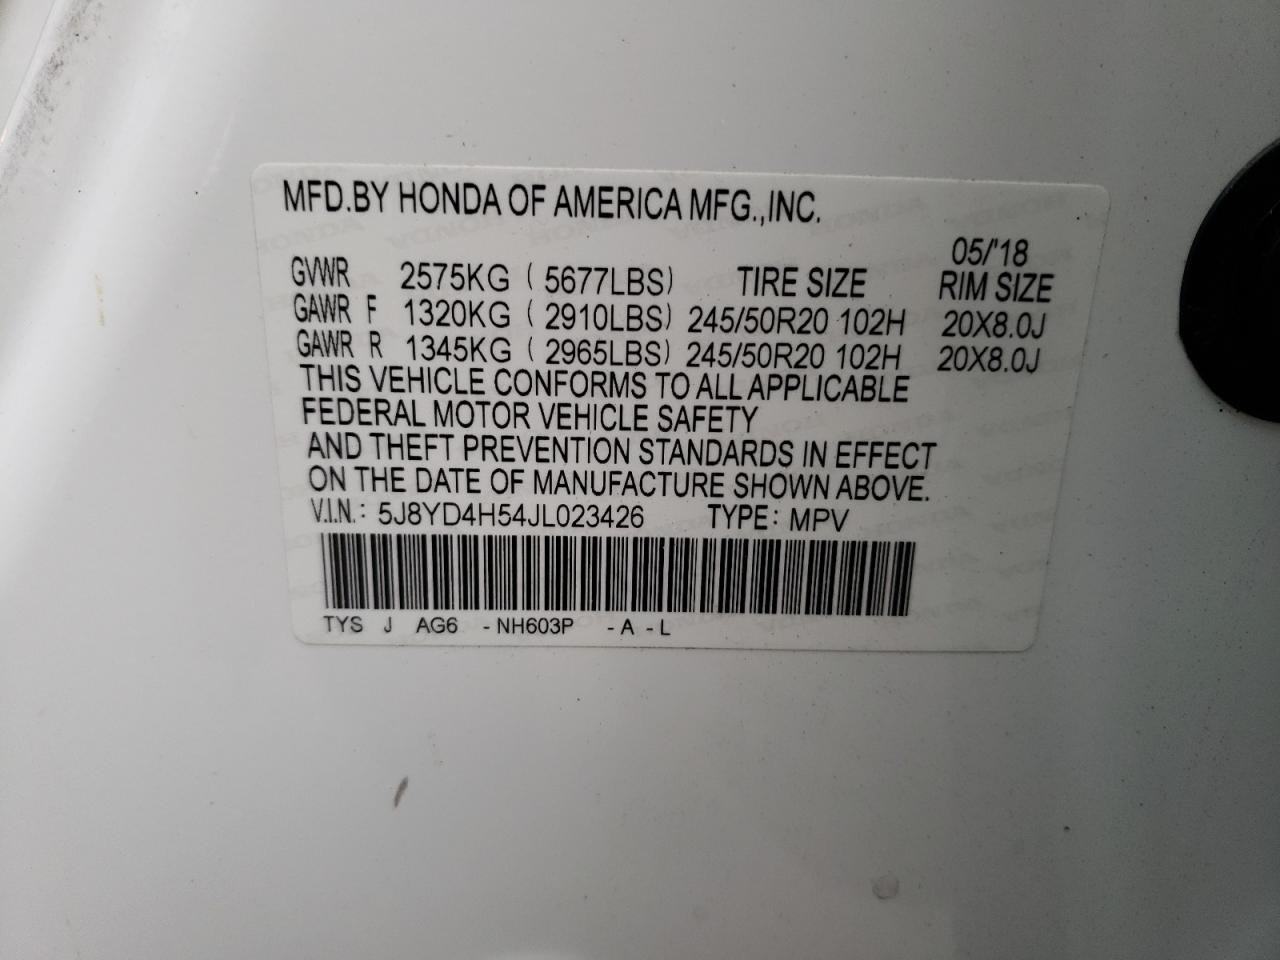 MFD.BY HONDA OF AMERICA MFG.,INC.
05/'18
GVWR 2575KG ( 5677LBS) TIRE SIZE RIM SIZE
GAWR F 1320KG ( 2910LBS) 245/50R20 102H 20X8.0J
GAWR R 1345KG ( 2965LBS) 245/50R20 102H 20X8.0J
THIS VEHICLE CONFORMS TO ALL APPLICABLE
FEDERAL MOTOR VEHICLE SAFETY
AND THEFT PREVENTION STANDARDS IN EFFECT
ON THE DATE OF MANUFACTURE SHOWN ABOVE.
V.I.N.: 5J8YD4H54JL023426 TYPE: MPV
TYS J AG6 -NH603P -A -L